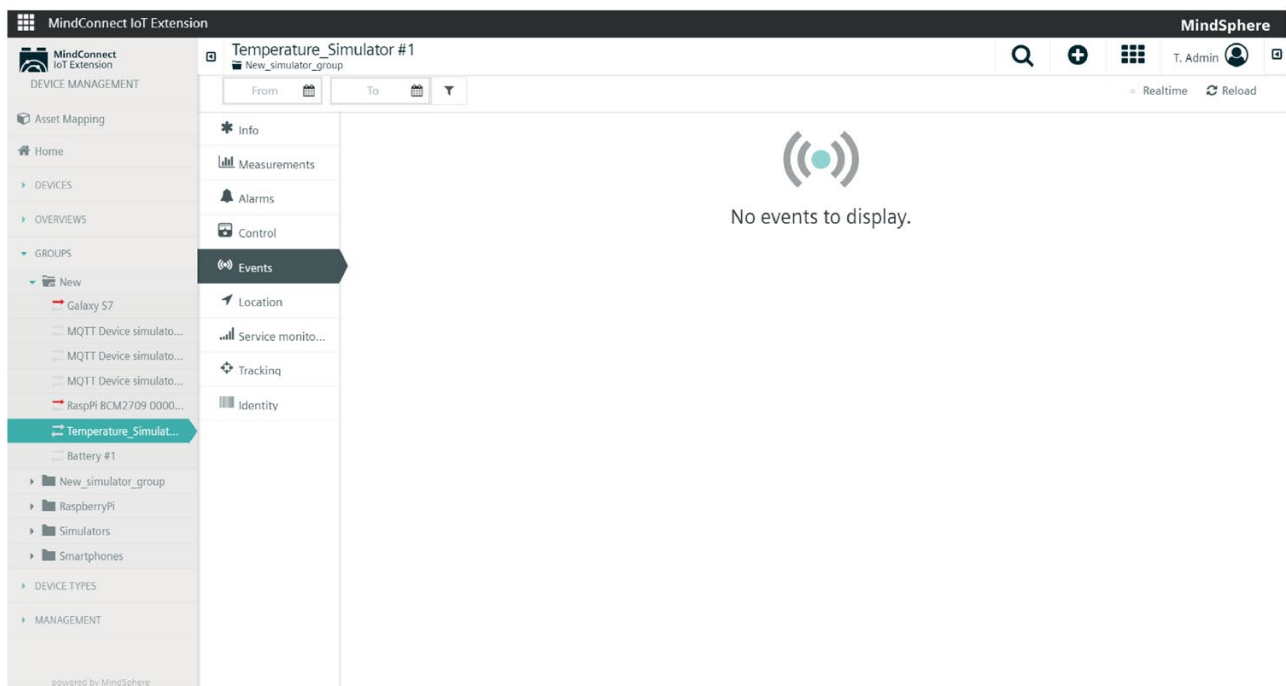 MindConnect IoT Extension
MindSphere
MindConnect
IoT Extension
DEVICE MANAGEMENT
Asset Mapping
Home
DEVICES
OVERVIEWS
GROUPS
New
Galaxy S7
MQTT Device simulato...
MQTT Device simulato...
MQTT Device simulato...
RaspPi BCM2709 0000...
Temperature_Simulat...
Battery #1
New_simulator_group
RaspberryPi
Simulators
Smartphones
DEVICE TYPES
MANAGEMENT
powered by MindSphere
Temperature_Simulator #1
New_simulator_group
T. Admin
From
To
Realtime
Reload
Info
Measurements
Alarms
Control
Events
Location
Service monito...
Tracking
Identity
No events to display.